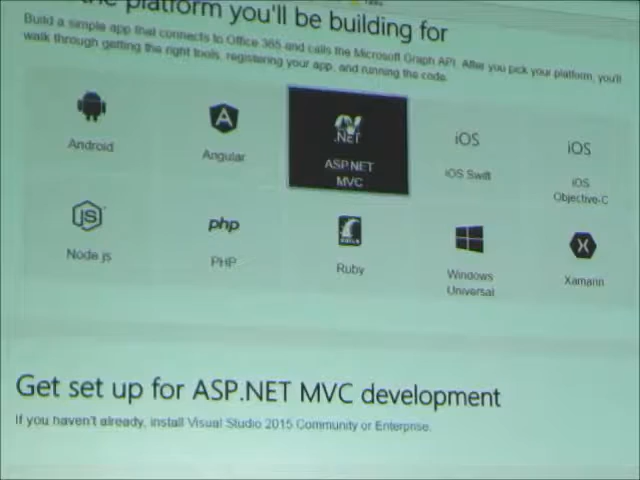 the platform you'll be building for
Build a simple app that connects to Office 365 and calls the Microsoft Graph API. After you pick your platform, you'll
walk through getting the right tools, registering your app, and running the code.
Android
Angular
.NET
ASP.NET
MVC
iOS
iOS Swift
iOS
iOS
Objective-C
JS
Node.js
php
PHP
Ruby
Windows
Universal
Xamarin
Get set up for ASP.NET MVC development
If you haven't already, install Visual Studio 2015 Community or Enterprise.